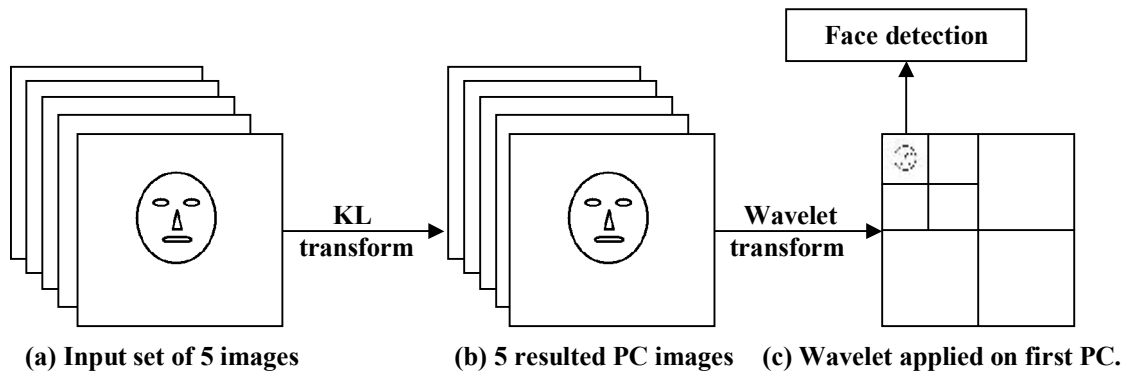 Face detection
KL
transform
Wavelet
transform
(a) Input set of 5 images
(b) 5 resulted PC images
(c) Wavelet applied on first PC.